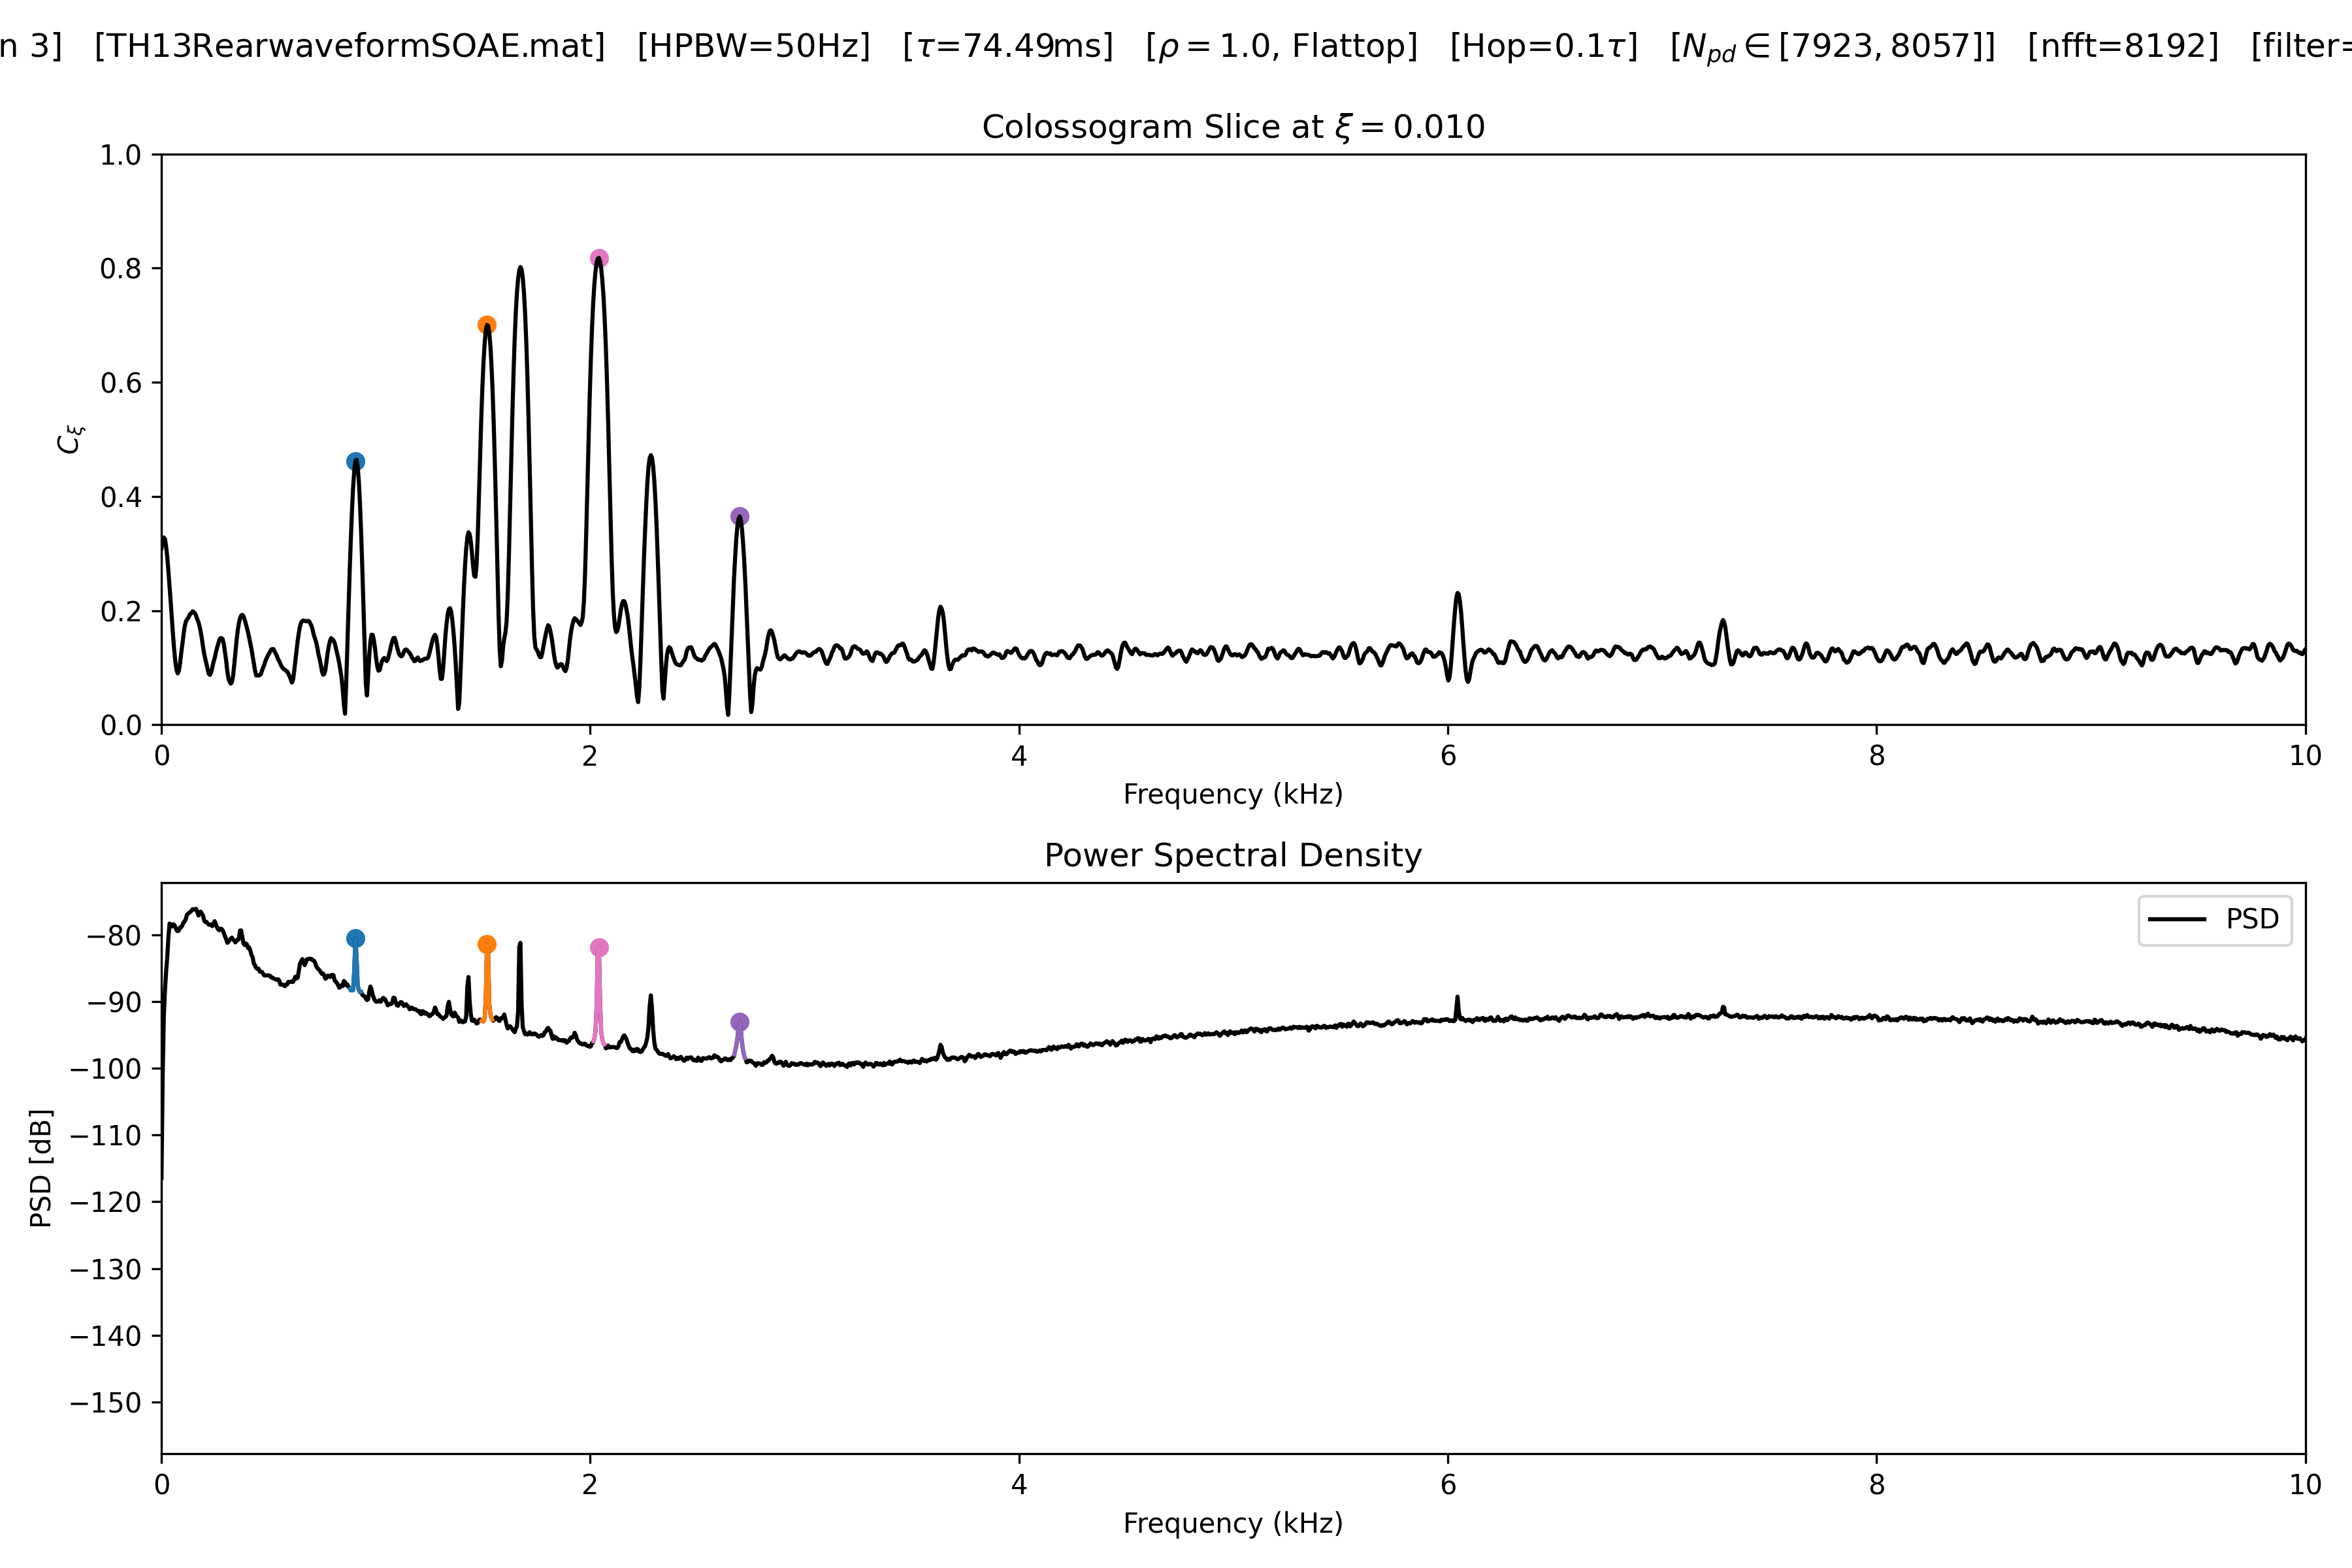 n 3] [TH13RearwaveformSOAE.mat] [HPBW=50Hz] [τ=74.49ms] [ρ = 1.0, Flattop] [Hop=0.1τ] [N_pd ∈ [7923, 8057]] [nfft=8192] [filter=
Colossogram Slice at ξ = 0.010
1.0
0.8
0.6
0.4
0.2
0.0
C_ξ
0 2 4 6 8 10
Frequency (kHz)
Power Spectral Density
PSD
−80
−90
−100
−110
−120
−130
−140
−150
PSD [dB]
0 2 4 6 8 10
Frequency (kHz)